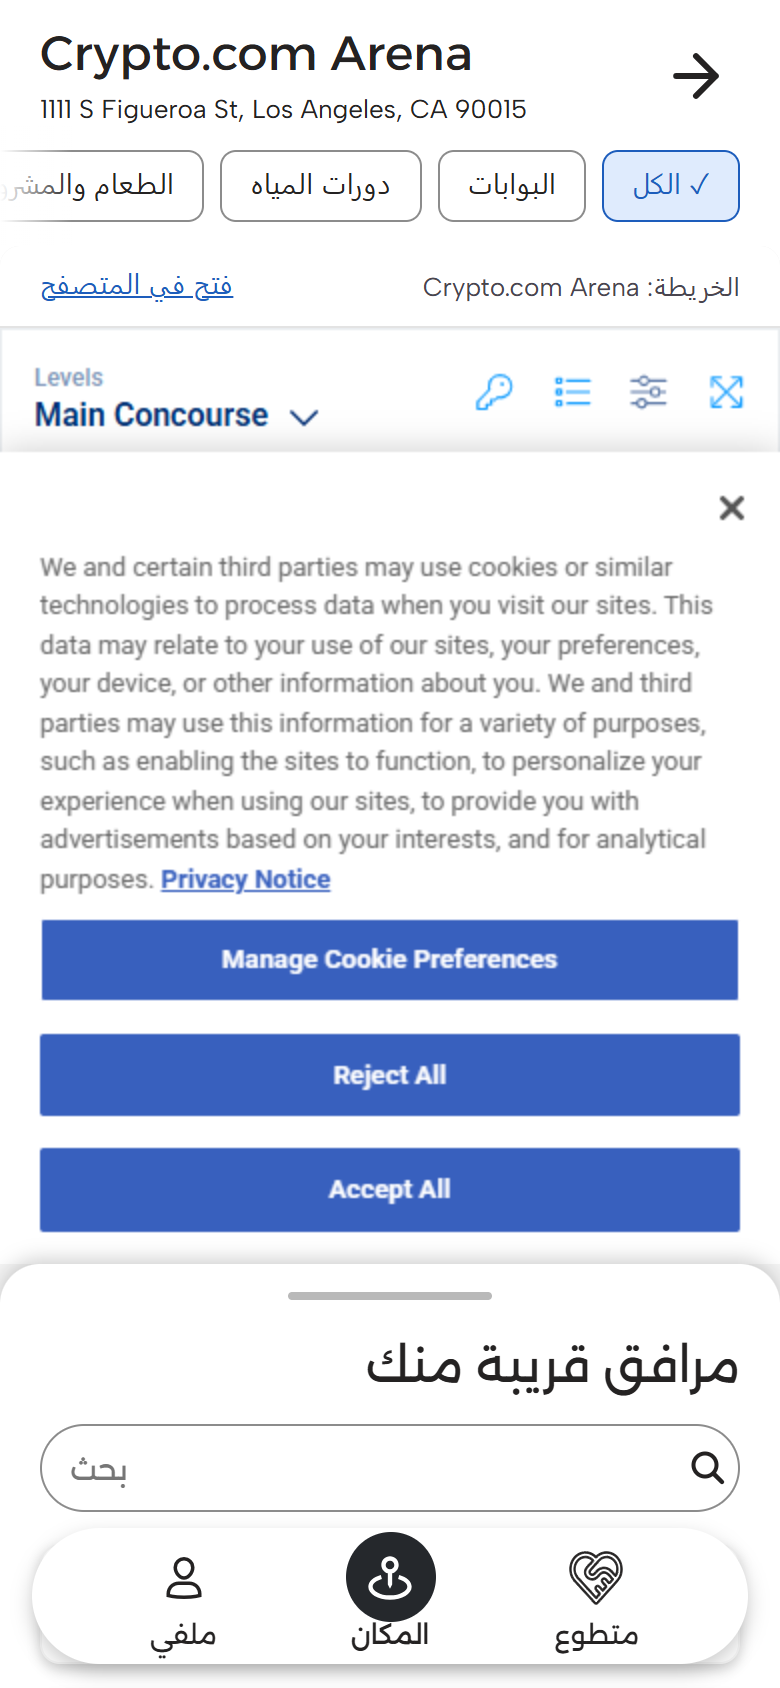 Crypto.com Arena
1111 S Figueroa St, Los Angeles, CA 90015
✓ الكل
البوابات
دورات المياه
الطعام والمشرو
الخريطة: Crypto.com Arena
فتح في المتصفح
Levels
Main Concourse
We and certain third parties may use cookies or similar
technologies to process data when you visit our sites. This
data may relate to your use of our sites, your preferences,
your device, or other information about you. We and third
parties may use this information for a variety of purposes,
such as enabling the sites to function, to personalize your
experience when using our sites, to provide you with
advertisements based on your interests, and for analytical
purposes. Privacy Notice
Manage Cookie Preferences
Reject All
Accept All
مرافق قريبة منك
بحث
متطوع
المكان
ملفي